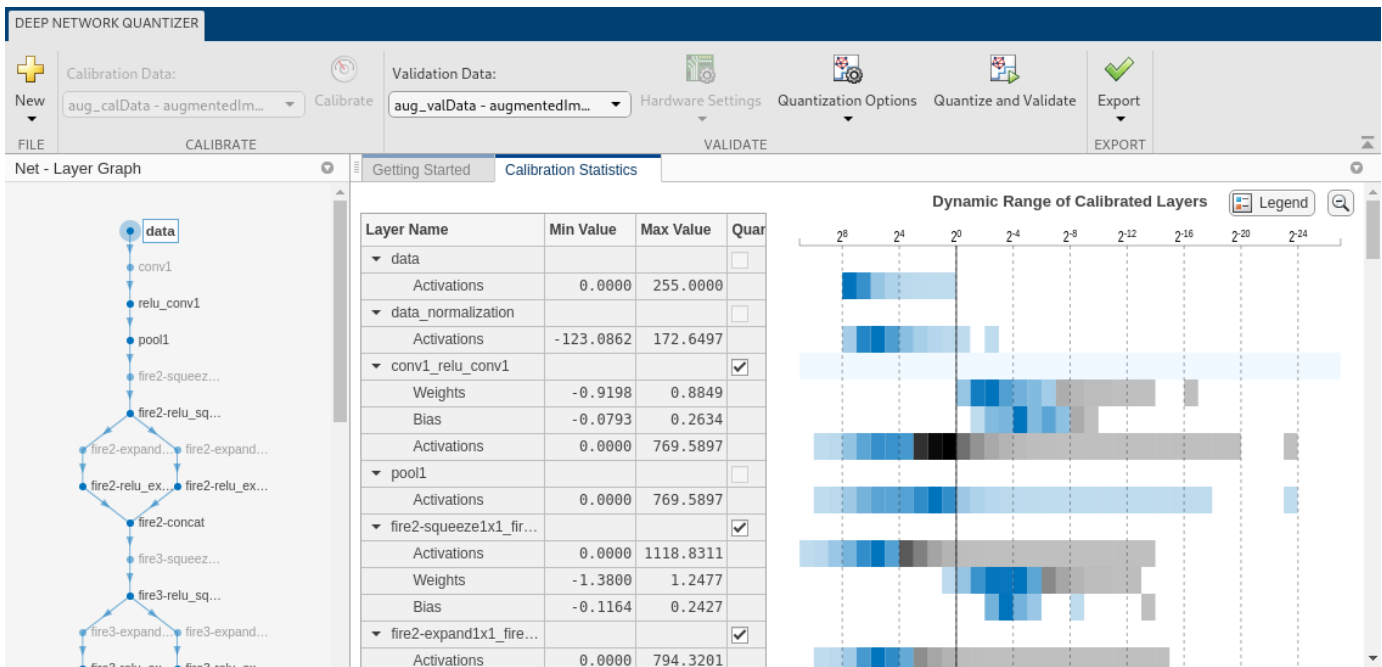 DEEP NETWORK QUANTIZER
Calibration Data:
Validation Data:
New
aug_calData - augmentedIm...
Calibrate
aug_valData - augmentedIm...
Hardware Settings
Quantization Options
Quantize and Validate
Export
FILE
CALIBRATE
VALIDATE
EXPORT
Net - Layer Graph
Getting Started
Calibration Statistics
data
conv1
relu_conv1
pool1
fire2-squeez...
fire2-relu_sq...
fire2-expand... fire2-expand...
fire2-relu_ex... fire2-relu_ex...
fire2-concat
fire3-squeez...
fire3-relu_sq...
fire3-expand... fire3-expand...
fire3-relu_ex... fire3-relu_ex...
Dynamic Range of Calibrated Layers
Legend
Layer Name Min Value Max Value Quar
2^8 2^4 2^0 2^-4 2^-8 2^-12 2^-16 2^-20 2^-24
data
Activations 0.0000 255.0000
data_normalization
Activations -123.0862 172.6497
conv1_relu_conv1
Weights -0.9198 0.8849
Bias -0.0793 0.2634
Activations 0.0000 769.5897
pool1
Activations 0.0000 769.5897
fire2-squeeze1x1_fir...
Activations 0.0000 1118.8311
Weights -1.3800 1.2477
Bias -0.1164 0.2427
fire2-expand1x1_fire...
Activations 0.0000 794.3201